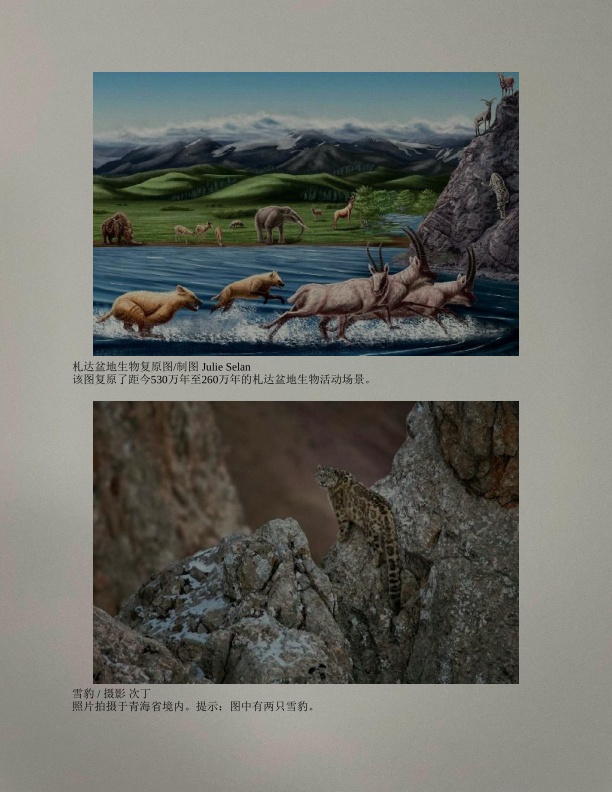 札达盆地生物复原图/制图 Julie Selan
该图复原了距今530万年至260万年的札达盆地生物活动场景。
雪豹 / 摄影 次丁
照片拍摄于青海省境内。提示：图中有两只雪豹。